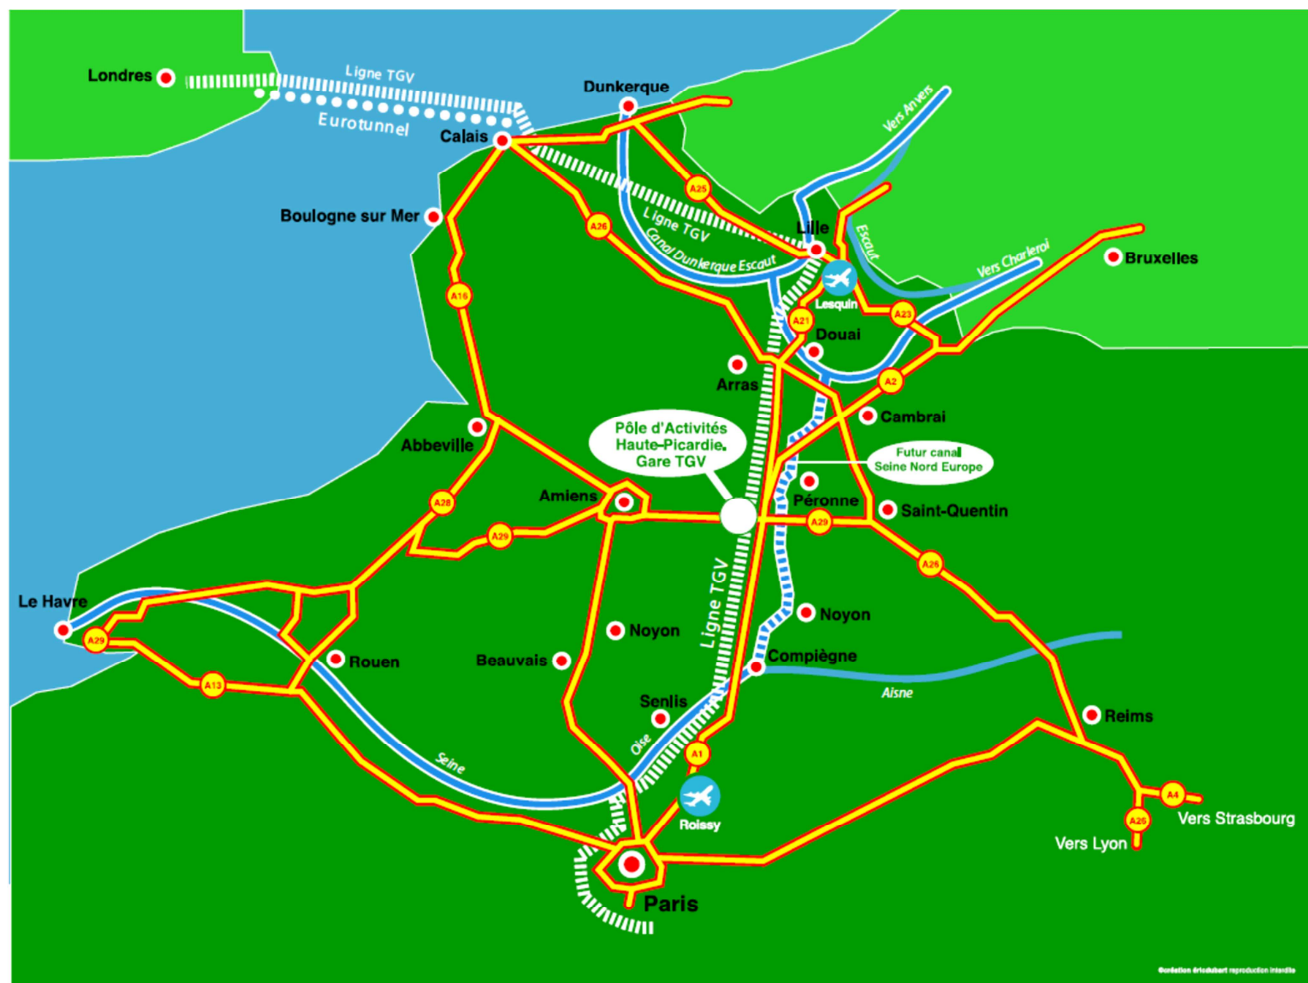 Londres
Ligne TGV
Eurotunnel
Dunkerque
Calais
Vers Anvers
A25
Boulogne sur Mer
Ligne TGV
A26
Lille
Canal Dunkerque Escaut
Escaut
Vers Charleroi
Bruxelles
Lesquin
A16
A21
A23
Douai
Arras
A2
Cambrai
Abbeville
Pôle d'Activités
Haute-Picardie.
Gare TGV
Futur canal
Seine Nord Europe
Amiens
Péronne
Saint-Quentin
A28
A29
A29
A26
Ligne TGV
Le Havre
A29
Noyon
Noyon
Rouen
Beauvais
Compiègne
A13
Aisne
Senlis
Oise
Reims
Seine
A1
Roissy
A4
Vers Strasbourg
A26
Vers Lyon
Paris
©création éricdubart reproduction interdite